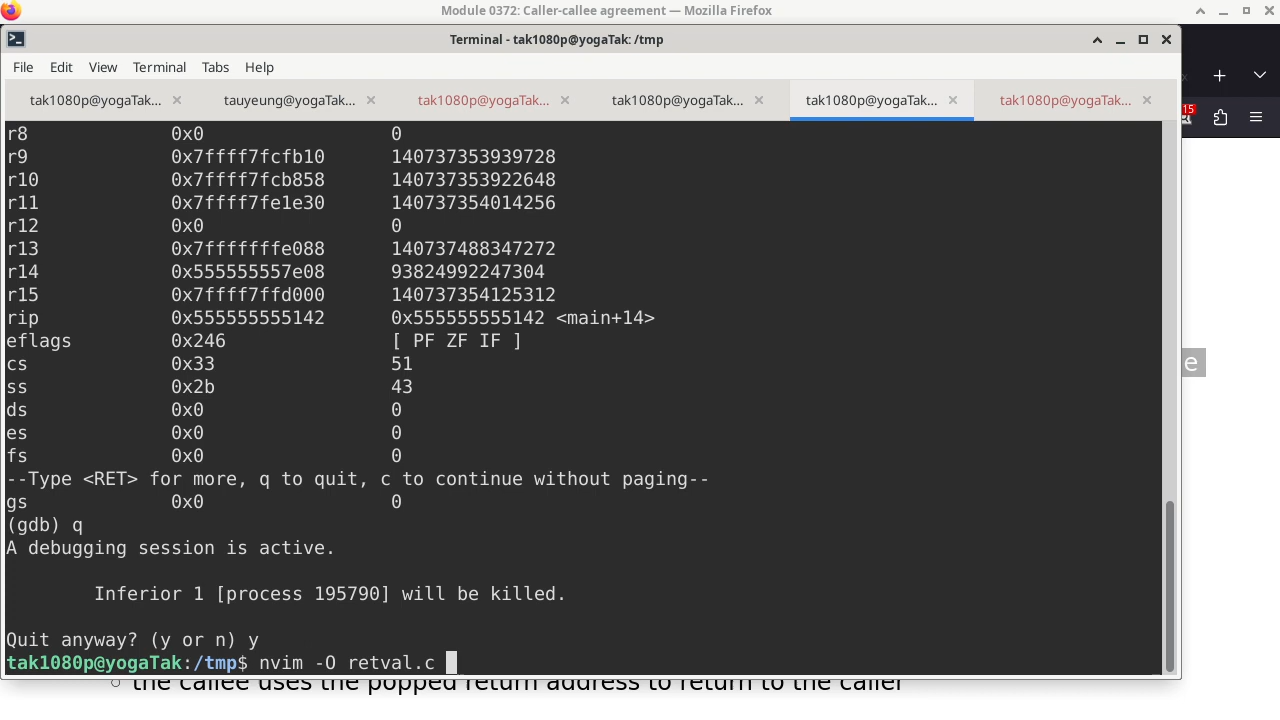 Module 0372: Caller-callee agreement — Mozilla Firefox
Terminal - tak1080p@yogaTak: /tmp
File Edit View Terminal Tabs Help
tak1080p@yogaTak… tauyeung@yogaTak… tak1080p@yogaTak… tak1080p@yogaTak… tak1080p@yogaTak… tak1080p@yogaTak…
15
r8 0x0 0
r9 0x7ffff7fcfb10 140737353939728
r10 0x7ffff7fcb858 140737353922648
r11 0x7ffff7fe1e30 140737354014256
r12 0x0 0
r13 0x7fffffffe088 140737488347272
r14 0x555555557e08 93824992247304
r15 0x7ffff7ffd000 140737354125312
rip 0x555555555142 0x555555555142 <main+14>
eflags 0x246 [ PF ZF IF ]
cs 0x33 51
e
ss 0x2b 43
ds 0x0 0
es 0x0 0
fs 0x0 0
--Type <RET> for more, q to quit, c to continue without paging--
gs 0x0 0
(gdb) q
A debugging session is active.
Inferior 1 [process 195790] will be killed.
Quit anyway? (y or n) y
tak1080p@yogaTak:/tmp$ nvim -O retval.c
the callee uses the popped return address to return to the caller